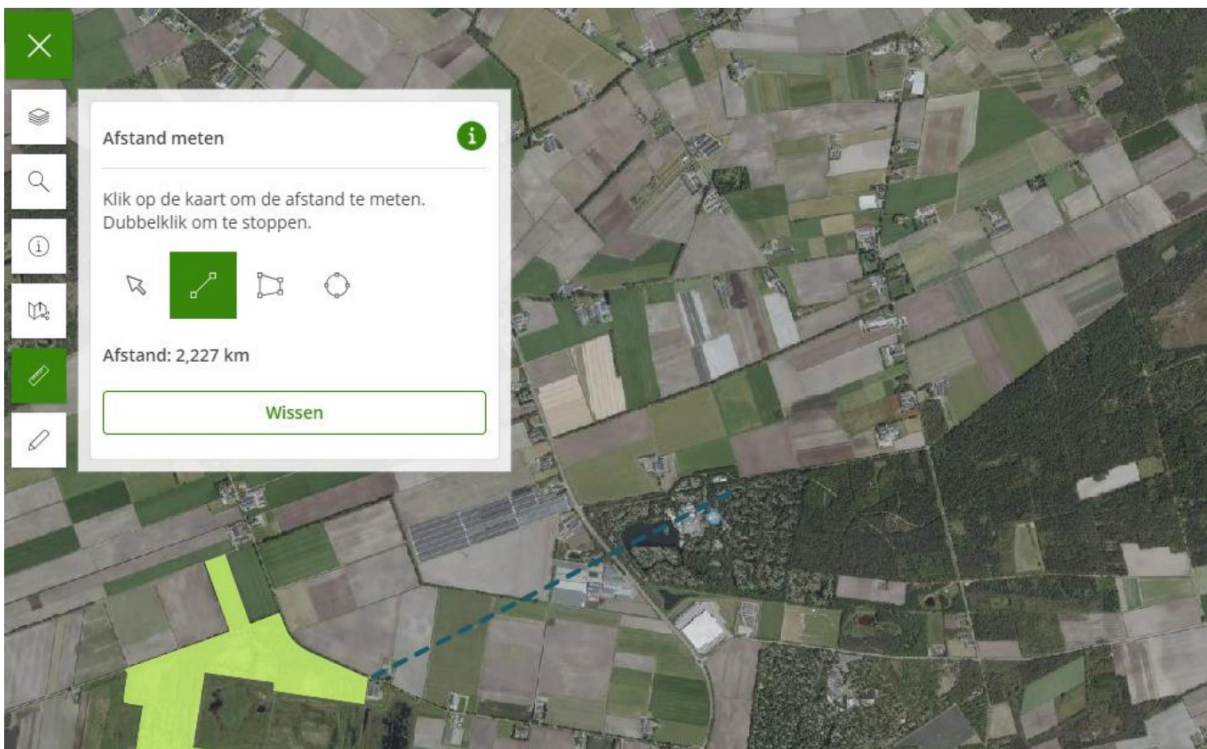 Afstand meten
Klik op de kaart om de afstand te meten.
Dubbelklik om te stoppen.
Afstand: 2,227 km
Wissen